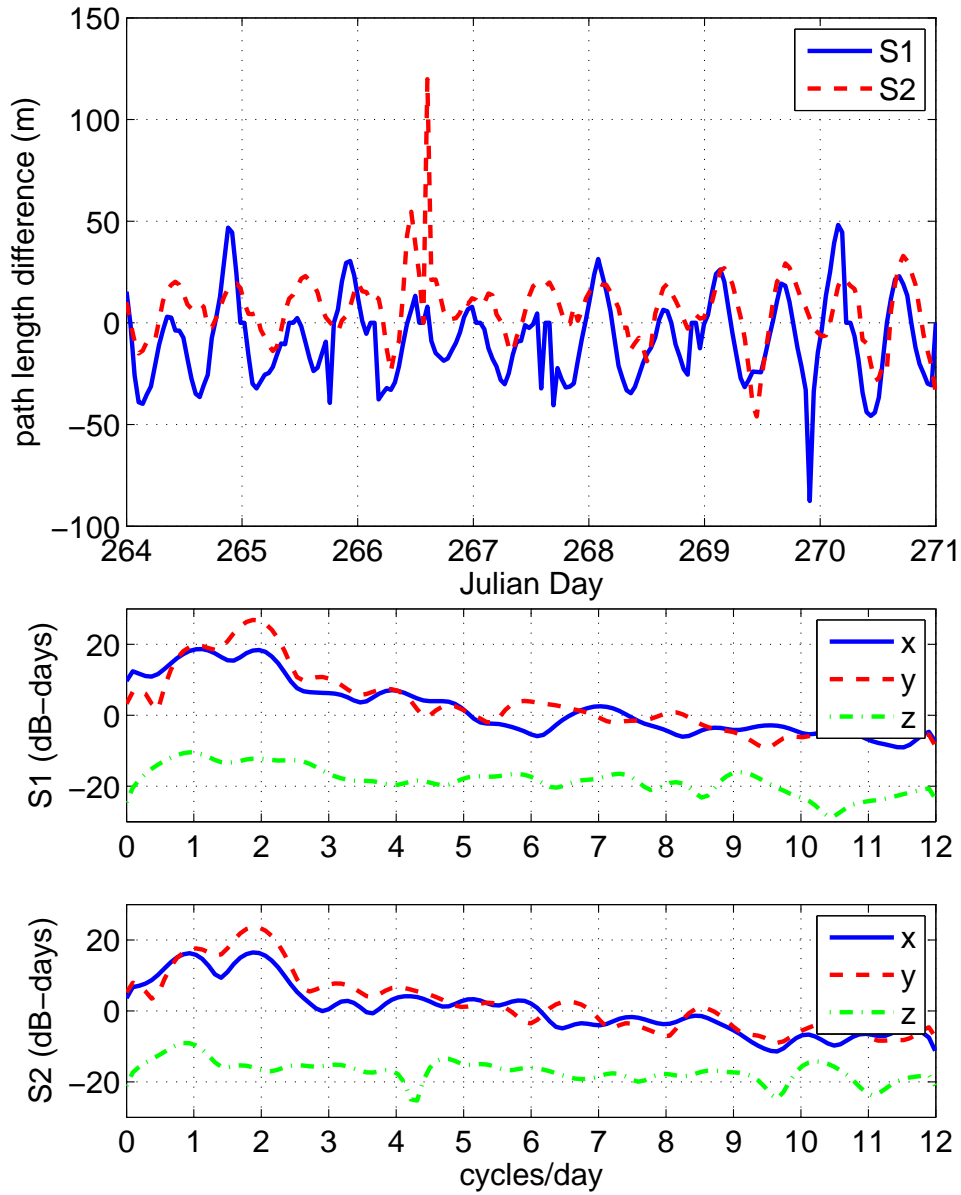 150
100
50
0
−50
−100
path length difference (m)
S1
S2
264 265 266 267 268 269 270 271
Julian Day
20
0
−20
S1 (dB−days)
x
y
z
0 1 2 3 4 5 6 7 8 9 10 11 12
20
0
−20
S2 (dB−days)
x
y
z
0 1 2 3 4 5 6 7 8 9 10 11 12
cycles/day